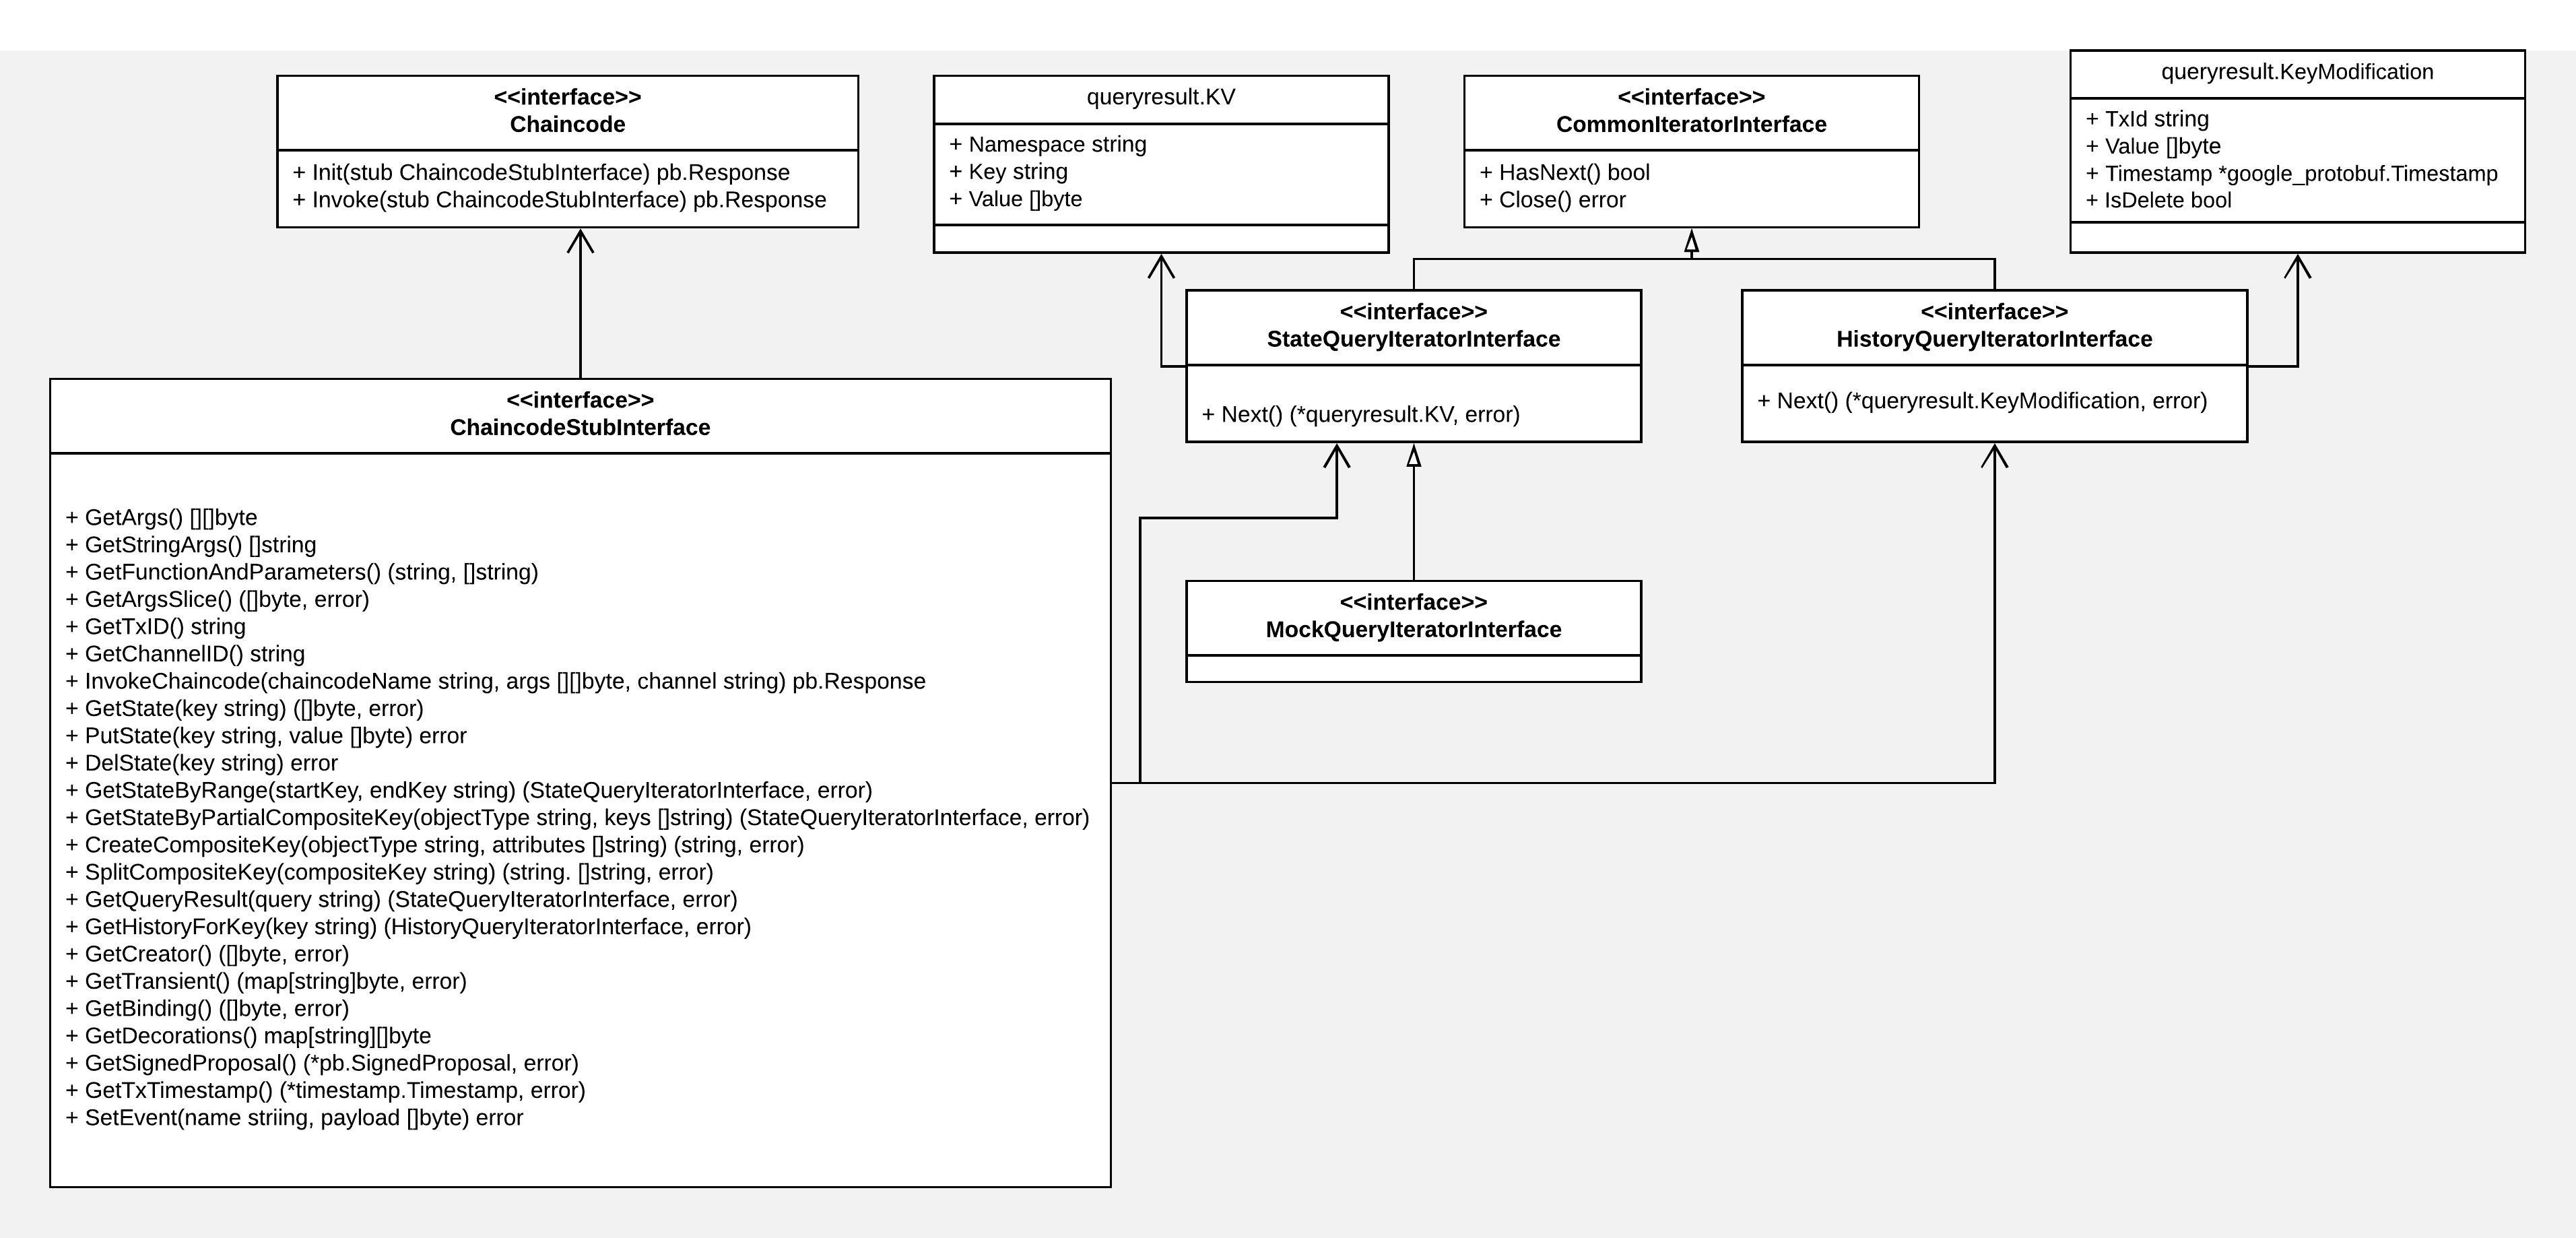 <<interface>>
Chaincode
+ Init(stub ChaincodeStubInterface) pb.Response
+ Invoke(stub ChaincodeStubInterface) pb.Response
queryresult.KV
+ Namespace string
+ Key string
+ Value []byte
<<interface>>
CommonIteratorInterface
+ HasNext() bool
+ Close() error
queryresult.KeyModification
+ TxId string
+ Value []byte
+ Timestamp *google_protobuf.Timestamp
+ IsDelete bool
<<interface>>
StateQueryIteratorInterface
+ Next() (*queryresult.KV, error)
<<interface>>
HistoryQueryIteratorInterface
+ Next() (*queryresult.KeyModification, error)
<<interface>>
ChaincodeStubInterface
+ GetArgs() [][]byte
+ GetStringArgs() []string
+ GetFunctionAndParameters() (string, []string)
+ GetArgsSlice() ([]byte, error)
+ GetTxID() string
+ GetChannelID() string
+ InvokeChaincode(chaincodeName string, args [][]byte, channel string) pb.Response
+ GetState(key string) ([]byte, error)
+ PutState(key string, value []byte) error
+ DelState(key string) error
+ GetStateByRange(startKey, endKey string) (StateQueryIteratorInterface, error)
+ GetStateByPartialCompositeKey(objectType string, keys []string) (StateQueryIteratorInterface, error)
+ CreateCompositeKey(objectType string, attributes []string) (string, error)
+ SplitCompositeKey(compositeKey string) (string. []string, error)
+ GetQueryResult(query string) (StateQueryIteratorInterface, error)
+ GetHistoryForKey(key string) (HistoryQueryIteratorInterface, error)
+ GetCreator() ([]byte, error)
+ GetTransient() (map[string]byte, error)
+ GetBinding() ([]byte, error)
+ GetDecorations() map[string][]byte
+ GetSignedProposal() (*pb.SignedProposal, error)
+ GetTxTimestamp() (*timestamp.Timestamp, error)
+ SetEvent(name striing, payload []byte) error
<<interface>>
MockQueryIteratorInterface